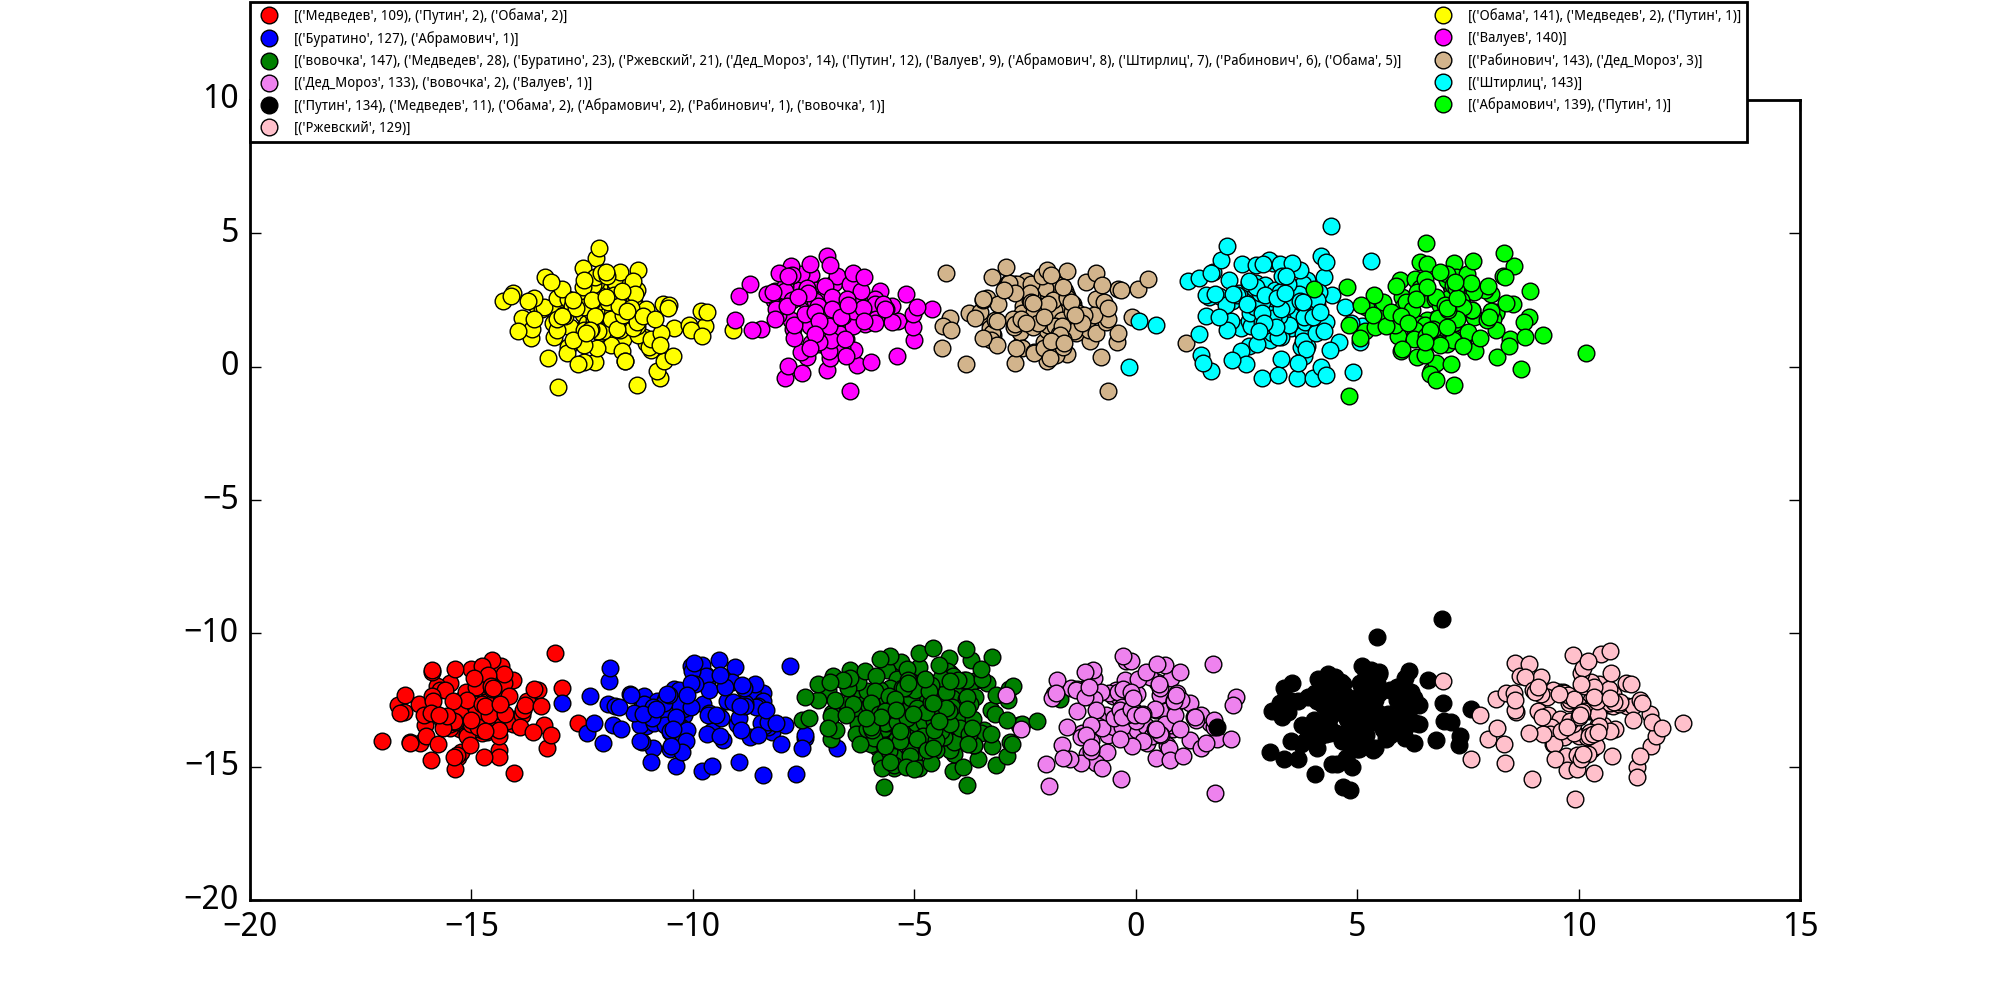 [('Медведев', 109), ('Путин', 2), ('Обама', 2)]
[('Буратино', 127), ('Абрамович', 1)]
[('вовочка', 147), ('Медведев', 28), ('Буратино', 23), ('Ржевский', 21), ('Дед_Мороз', 14), ('Путин', 12), ('Валуев', 9), ('Абрамович', 8), ('Штирлиц', 7), ('Рабинович', 6), ('Обама', 5)]
[('Дед_Мороз', 133), ('вовочка', 2), ('Валуев', 1)]
[('Путин', 134), ('Медведев', 11), ('Обама', 2), ('Абрамович', 2), ('Рабинович', 1), ('вовочка', 1)]
[('Ржевский', 129)]
[('Обама', 141), ('Медведев', 2), ('Путин', 1)]
[('Валуев', 140)]
[('Рабинович', 143), ('Дед_Мороз', 3)]
[('Штирлиц', 143)]
[('Абрамович', 139), ('Путин', 1)]
10
5
0
−5
−10
−15
−20
−20 −15 −10 −5 0 5 10 15